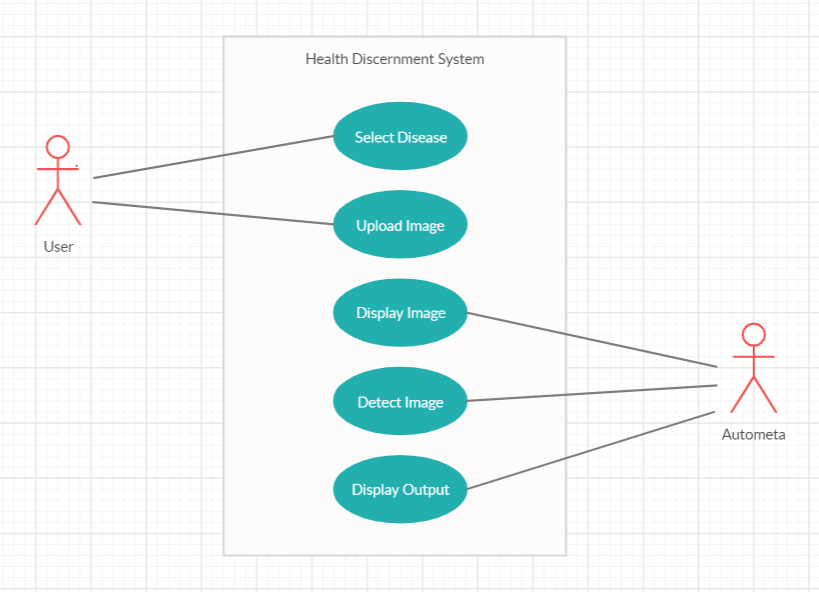 Health Discernment System
Select Disease
Upload Image
User
Display Image
Detect Image
Autometa
Display Output